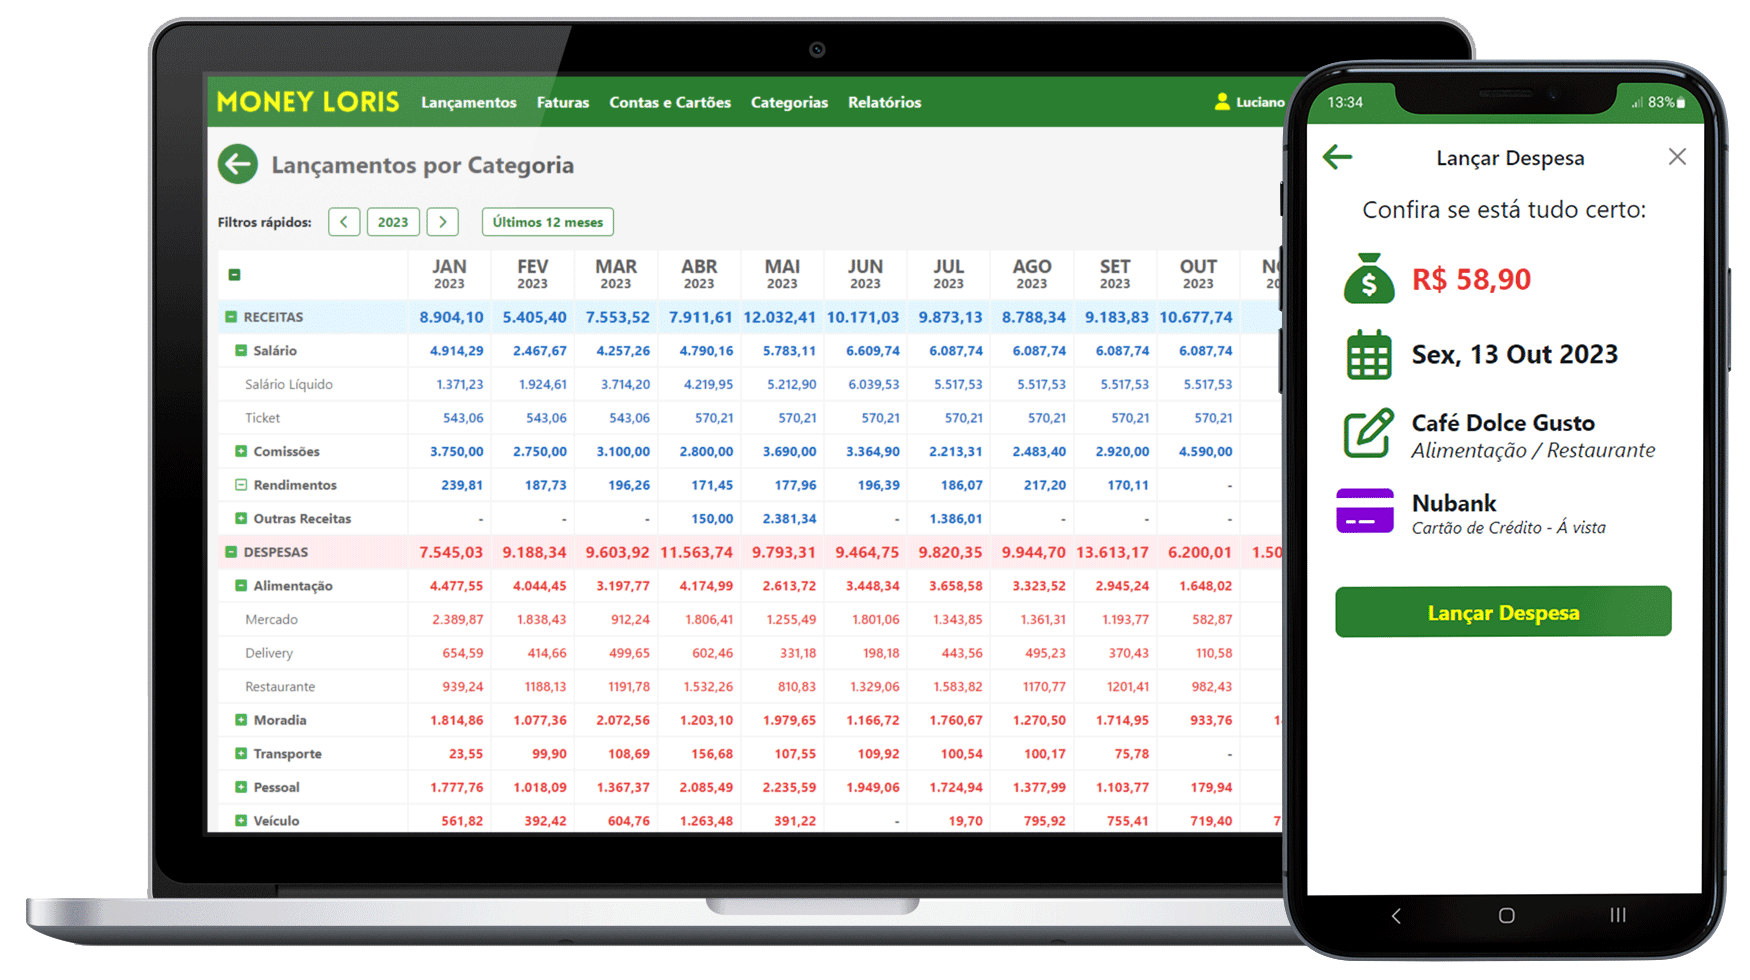 MONEY LORIS Lançamentos Faturas Contas e Cartões Categorias Relatórios Luciano
Lançamentos por Categoria
Filtros rápidos: 2023 Últimos 12 meses
JAN FEV MAR ABR MAI JUN JUL AGO SET OUT
2023 2023 2023 2023 2023 2023 2023 2023 2023 2023
RECEITAS 8.904,10 5.405,40 7.553,52 7.911,61 12.032,41 10.171,03 9.873,13 8.788,34 9.183,83 10.677,74
Salário 4.914,29 2.467,67 4.257,26 4.790,16 5.783,11 6.609,74 6.087,74 6.087,74 6.087,74 6.087,74
Salário Líquido 1.371,23 1.924,61 3.714,20 4.219,95 5.212,90 6.039,53 5.517,53 5.517,53 5.517,53 5.517,53
Ticket 543,06 543,06 543,06 570,21 570,21 570,21 570,21 570,21 570,21 570,21
Comissões 3.750,00 2.750,00 3.100,00 2.800,00 3.690,00 3.364,90 2.213,31 2.483,40 2.920,00 4.590,00
Rendimentos 239,81 187,73 196,26 171,45 177,96 196,39 186,07 217,20 170,11 -
Outras Receitas - - - 150,00 2.381,34 - 1.386,01 - - -
DESPESAS 7.545,03 9.188,34 9.603,92 11.563,74 9.793,31 9.464,75 9.820,35 9.944,70 13.613,17 6.200,01 1.50
Alimentação 4.477,55 4.044,45 3.197,77 4.174,99 2.613,72 3.448,34 3.658,58 3.323,52 2.945,24 1.648,02
Mercado 2.389,87 1.838,43 912,24 1.806,41 1.255,49 1.801,06 1.343,85 1.361,31 1.193,77 582,87
Delivery 654,59 414,66 499,65 602,46 331,18 198,18 443,56 495,23 370,43 110,58
Restaurante 939,24 1188,13 1191,78 1.532,26 810,83 1.329,06 1.583,82 1170,77 1201,41 982,43
Moradia 1.814,86 1.077,36 2.072,56 1.203,10 1.979,65 1.166,72 1.760,67 1.270,50 1.714,95 933,76
Transporte 23,55 99,90 108,69 156,68 107,55 109,92 100,54 100,17 75,78 -
Pessoal 1.777,76 1.018,09 1.367,37 2.085,49 2.235,59 1.949,06 1.724,94 1.377,99 1.103,77 179,94
Veículo 561,82 392,42 604,76 1.263,48 391,22 - 19,70 795,92 755,41 719,40 7
13:34 83%
Lançar Despesa
Confira se está tudo certo:
R$ 58,90
Sex, 13 Out 2023
Café Dolce Gusto
Alimentação / Restaurante
Nubank
Cartão de Crédito - Á vista
Lançar Despesa